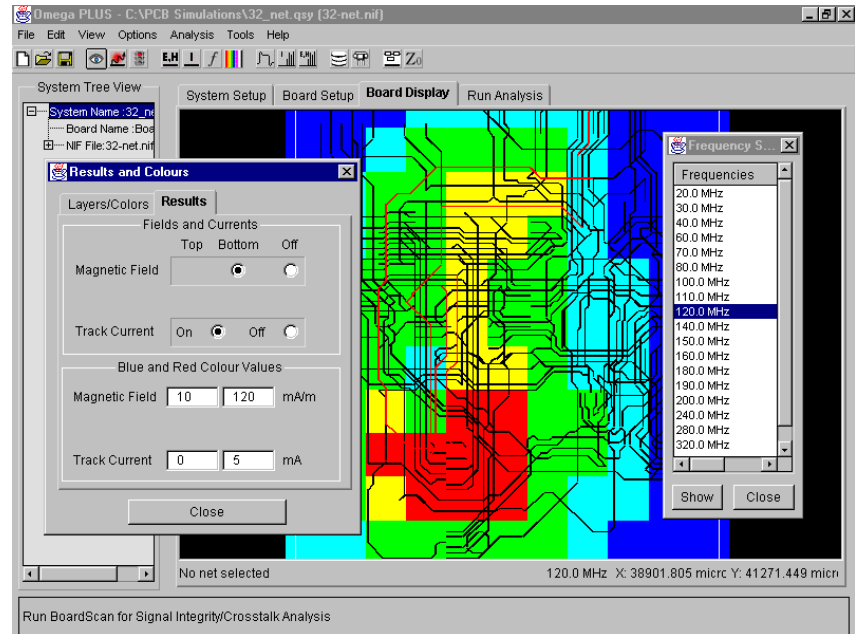 Omega PLUS - C:\PCB Simulations\32_net.qsy (32-net.nif)
File Edit View Options Analysis Tools Help
E,H I f Z0
System Tree View
System Name :32_ne
Board Name :Boa
NIF File:32-net.nif
System Setup Board Setup Board Display Run Analysis
Results and Colours
Layers/Colors Results
Fields and Currents
Top Bottom Off
Magnetic Field
Track Current On Off
Blue and Red Colour Values
Magnetic Field 10 120 mA/m
Track Current 0 5 mA
Close
Frequency S...
Frequencies
20.0 MHz
30.0 MHz
40.0 MHz
60.0 MHz
70.0 MHz
80.0 MHz
100.0 MHz
110.0 MHz
120.0 MHz
140.0 MHz
150.0 MHz
160.0 MHz
180.0 MHz
190.0 MHz
200.0 MHz
240.0 MHz
280.0 MHz
320.0 MHz
Show Close
No net selected 120.0 MHz X: 38901.805 micrc Y: 41271.449 micr
Run BoardScan for Signal Integrity/Crosstalk Analysis